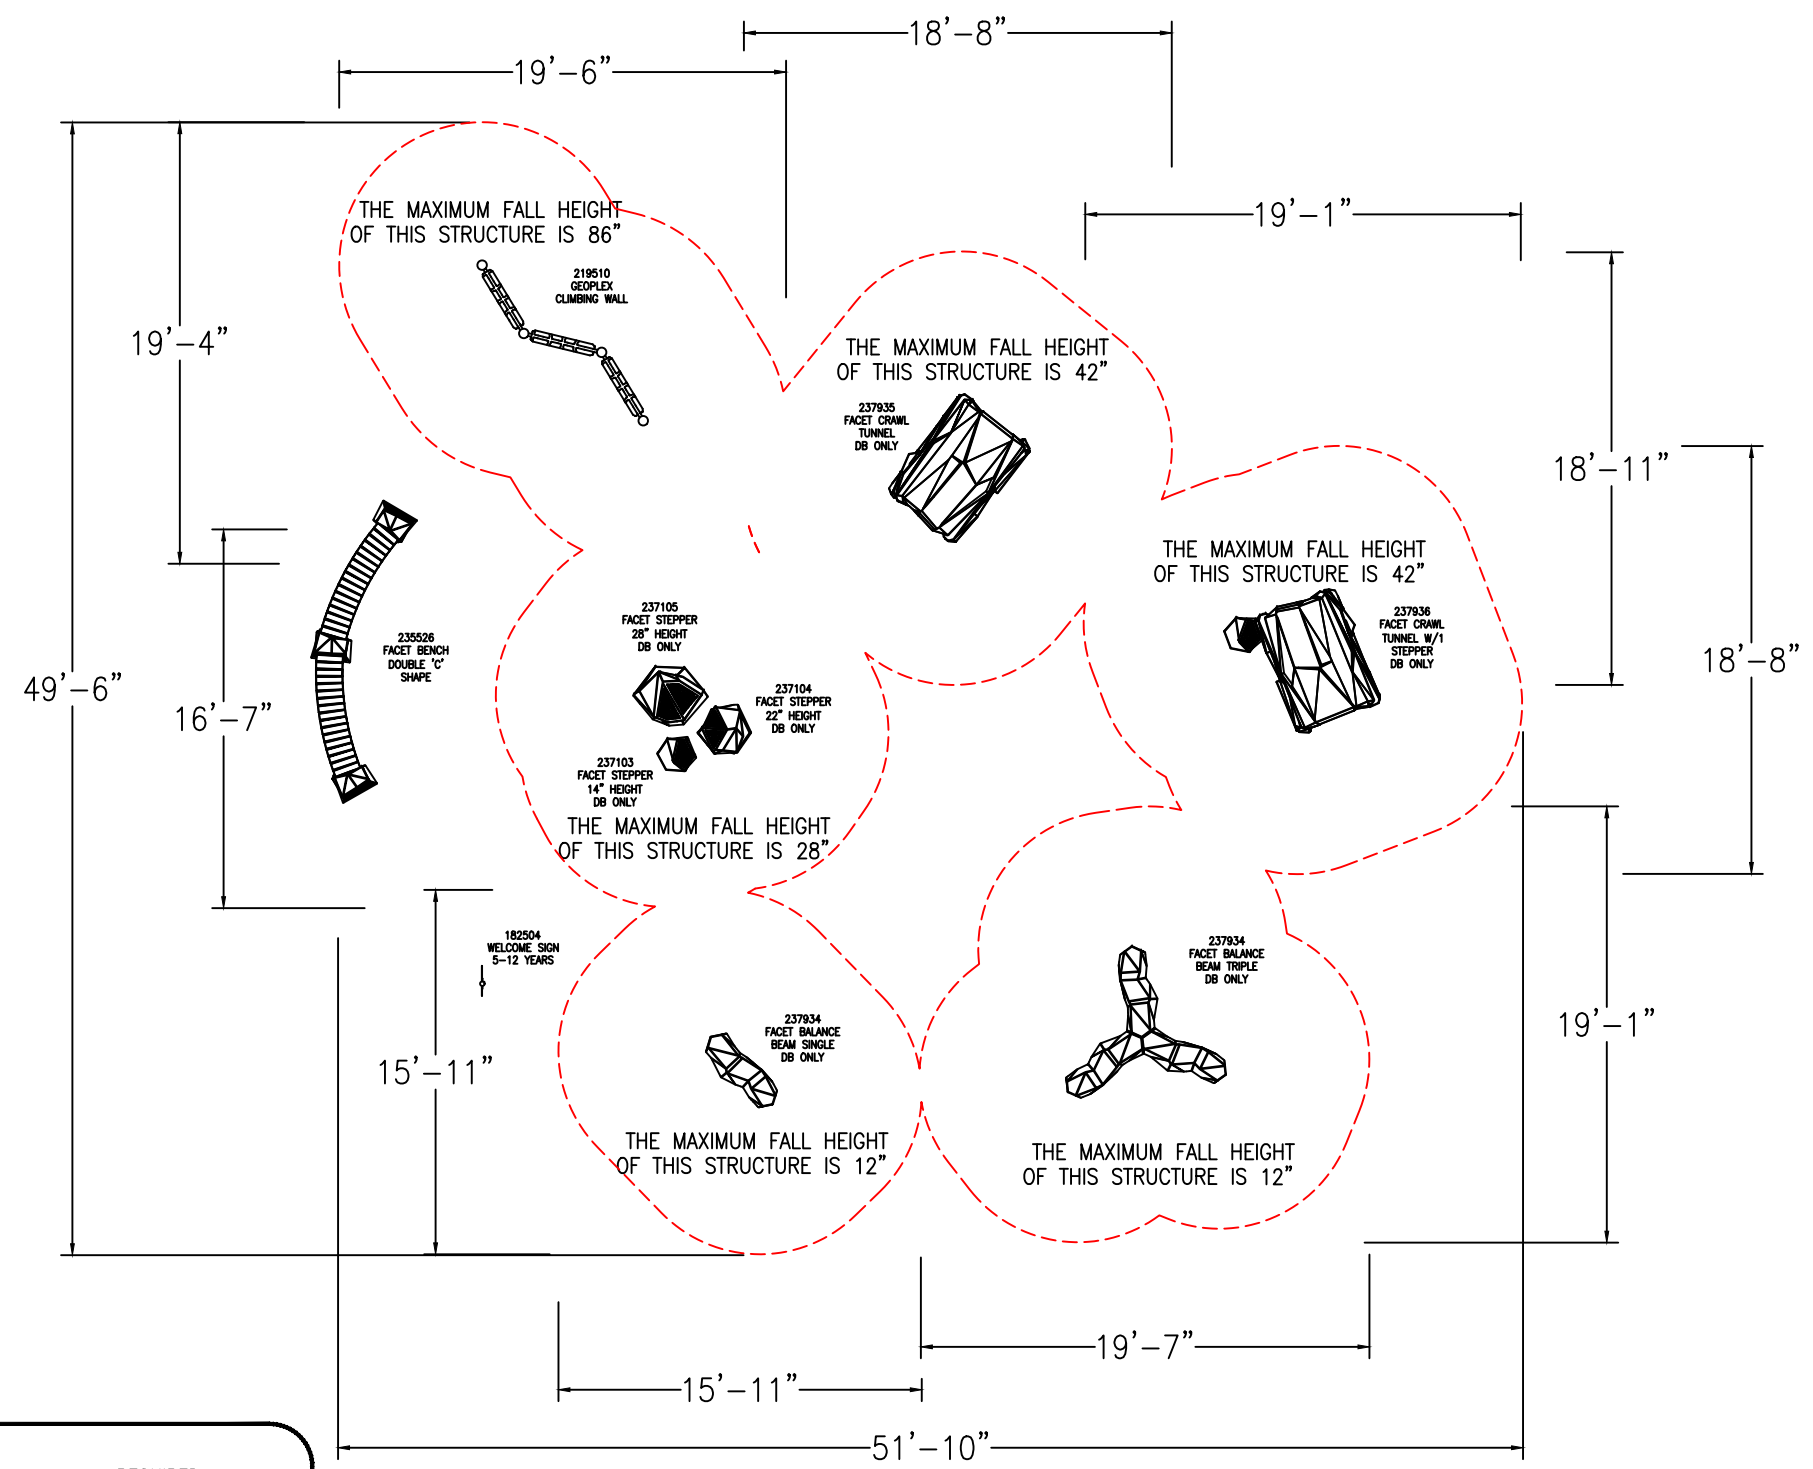 18'-8"
19'-6"
THE MAXIMUM FALL HEIGHT
OF THIS STRUCTURE IS 86"
19'-1"
219510
GEOPLEX
CLIMBING WALL
19'-4"
THE MAXIMUM FALL HEIGHT
OF THIS STRUCTURE IS 42"
237935
FACET CRAWL
TUNNEL
DB ONLY
18'-11"
THE MAXIMUM FALL HEIGHT
OF THIS STRUCTURE IS 42"
237936
FACET CRAWL
TUNNEL W/1
STEPPER
DB ONLY
18'-8"
237105
FACET STEPPER
28" HEIGHT
DB ONLY
235526
FACET BENCH
DOUBLE 'C'
SHAPE
49'-6"
16'-7"
237104
FACET STEPPER
22" HEIGHT
DB ONLY
237103
FACET STEPPER
14" HEIGHT
DB ONLY
THE MAXIMUM FALL HEIGHT
OF THIS STRUCTURE IS 28"
182504
WELCOME SIGN
5-12 YEARS
237934
FACET BALANCE
BEAM TRIPLE
DB ONLY
19'-1"
237934
FACET BALANCE
BEAM SINGLE
DB ONLY
15'-11"
THE MAXIMUM FALL HEIGHT
OF THIS STRUCTURE IS 12"
THE MAXIMUM FALL HEIGHT
OF THIS STRUCTURE IS 12"
19'-7"
15'-11"
51'-10"